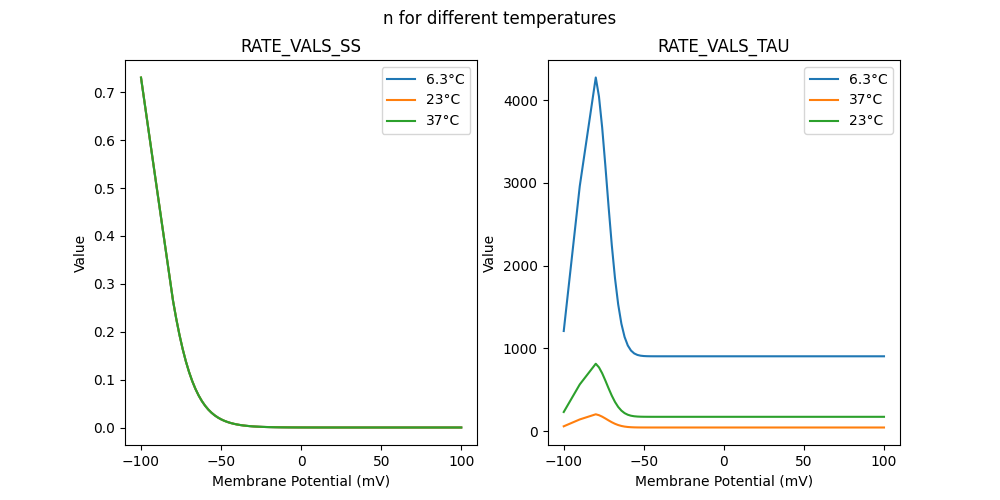 n for different temperatures
RATE_VALS_SS
6.3°C
23°C
37°C
0.7
0.6
0.5
0.4
0.3
0.2
0.1
0.0
Value
−100
−50
0
50
100
Membrane Potential (mV)
RATE_VALS_TAU
6.3°C
37°C
23°C
4000
3000
2000
1000
0
Value
−100
−50
0
50
100
Membrane Potential (mV)